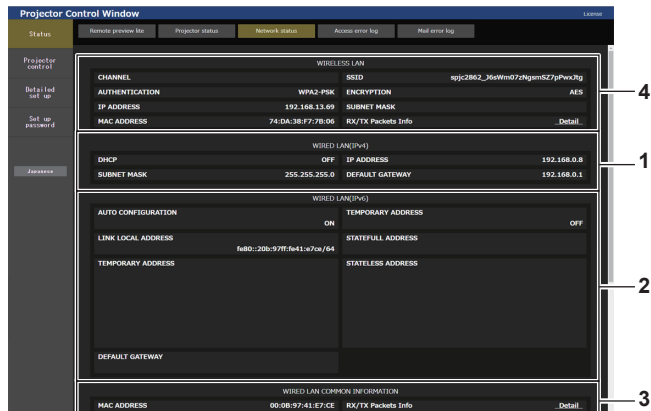 Projector Control Window
License
Status
Remote preview lite
Projector status
Network status
Access error log
Mail error log
Projector
control
Detailed
set up
Set up
password
Japanese
WIRELESS LAN
CHANNEL
SSID spjc2862_J6sWm07zNgsmSZ7pPwxJtg
AUTHENTICATION WPA2-PSK ENCRYPTION AES
IP ADDRESS 192.168.13.69 SUBNET MASK
MAC ADDRESS 74:DA:38:F7:7B:06 RX/TX Packets Info Detail
4
WIRED LAN(IPv4)
DHCP OFF IP ADDRESS 192.168.0.8
SUBNET MASK 255.255.255.0 DEFAULT GATEWAY 192.168.0.1
1
WIRED LAN(IPv6)
AUTO CONFIGURATION ON TEMPORARY ADDRESS OFF
LINK LOCAL ADDRESS fe80::20b:97ff:fe41:e7ce/64 STATEFULL ADDRESS
TEMPORARY ADDRESS STATELESS ADDRESS
2
DEFAULT GATEWAY
WIRED LAN COMMON INFORMATION
MAC ADDRESS 00:0B:97:41:E7:CE RX/TX Packets Info Detail
3